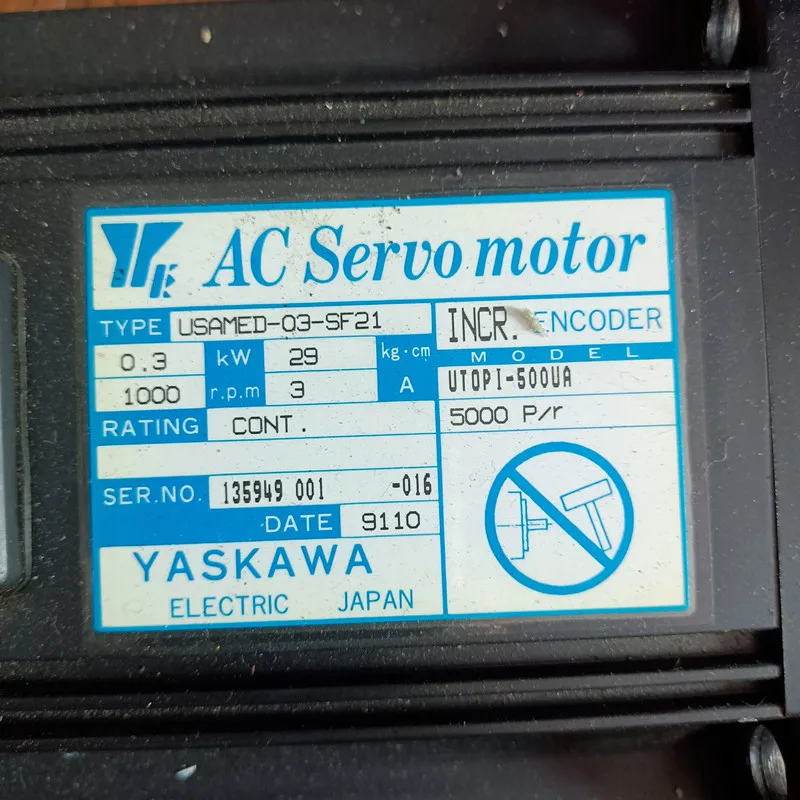 AC Servo motor
TYPE USAMED-03-SF21
0.3 kW 29 kg·cm
1000 r.p.m 3 A
RATING CONT.
SER.NO. 135949 001 -016
DATE 9110
YASKAWA
ELECTRIC JAPAN
INCR. ENCODER
MODEL
UTOPI-500UA
5000 P/r